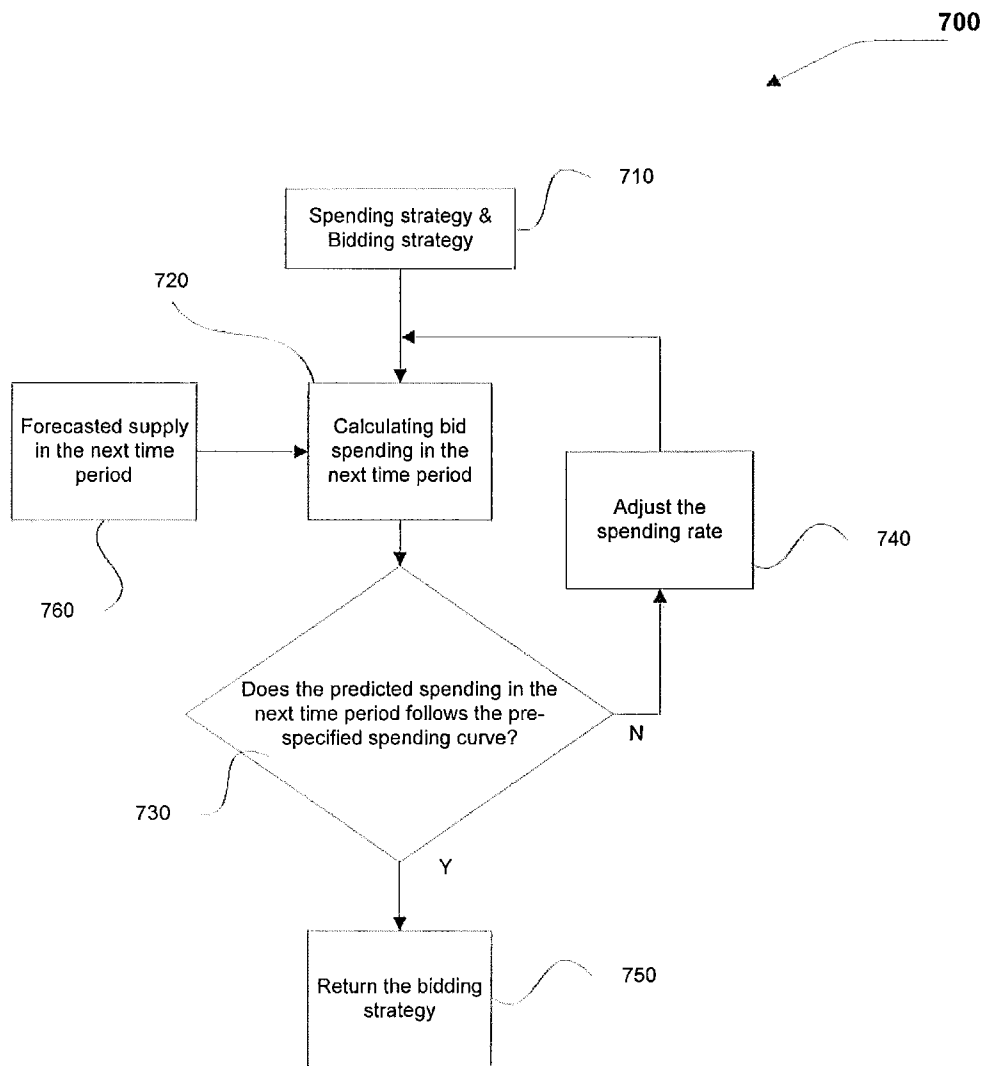 700
710
Spending strategy &
Bidding strategy
720
Forecasted supply
in the next time
period
Calculating bid
spending in the
next time period
Adjust the
spending rate
740
760
Does the predicted spending in the
next time period follows the pre-
specified spending curve?
N
730
Y
Return the bidding
strategy
750